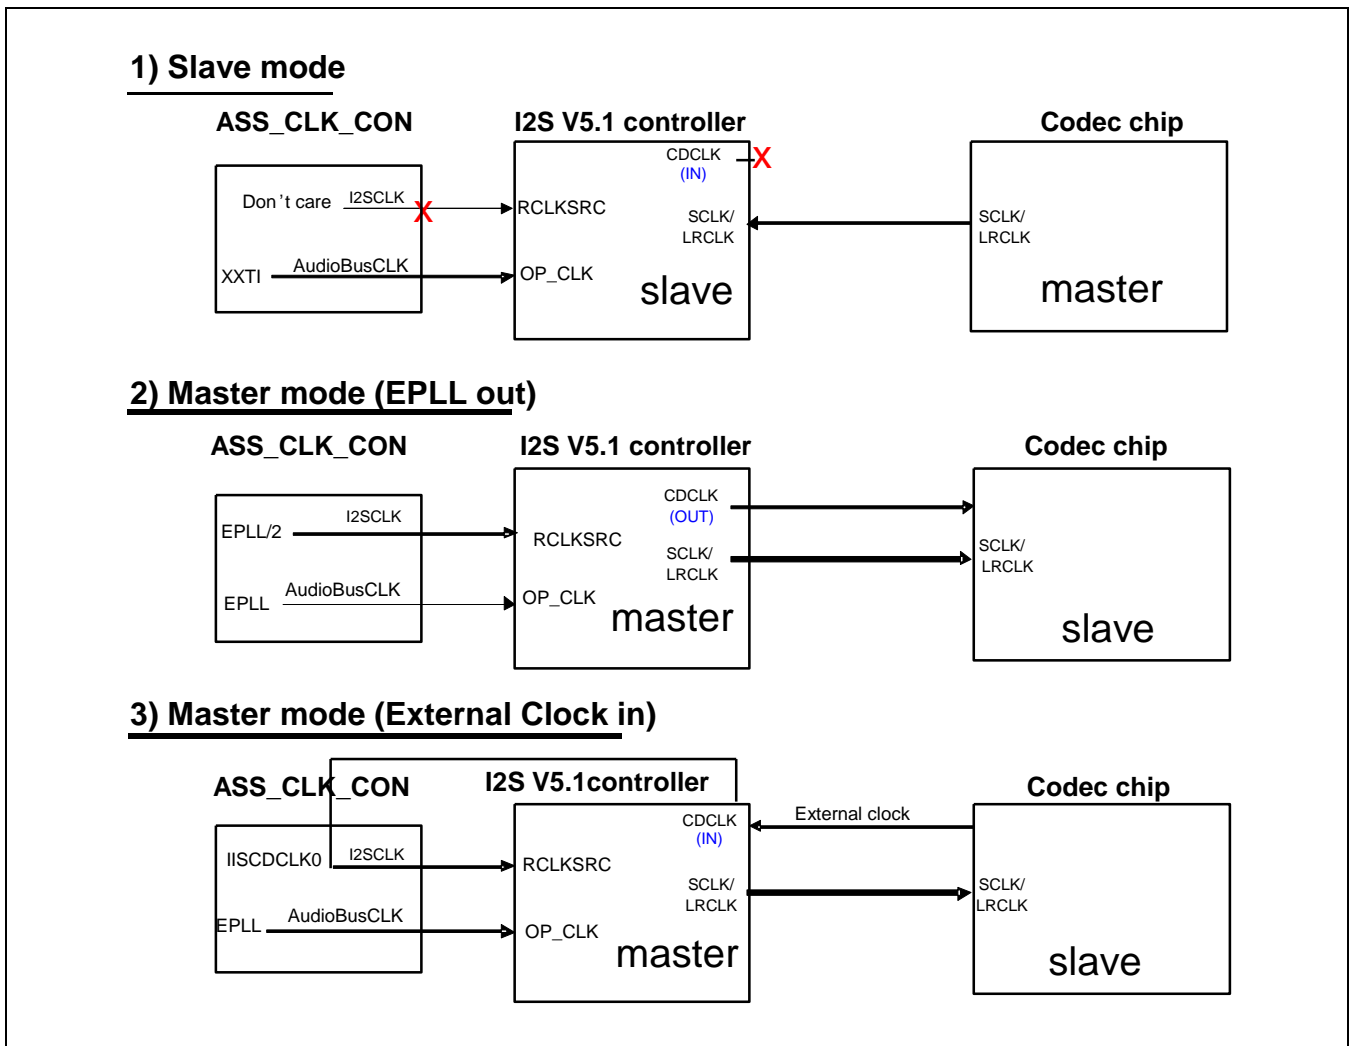 1) Slave mode
ASS_CLK_CON
I2S V5.1 controller
Codec chip
CDCLK
X
(IN)
Don't care
I2SCLK
X
RCLKSRC
SCLK/
LRCLK
SCLK/
LRCLK
XXTI
AudioBusCLK
OP_CLK
slave
master
2) Master mode (EPLL out)
ASS_CLK_CON
I2S V5.1 controller
Codec chip
CDCLK
(OUT)
EPLL/2
I2SCLK
RCLKSRC
SCLK/
LRCLK
SCLK/
LRCLK
EPLL
AudioBusCLK
OP_CLK
master
slave
3) Master mode (External Clock in)
ASS_CLK_CON
I2S V5.1controller
Codec chip
CDCLK
(IN)
External clock
IISCDCLK0
I2SCLK
RCLKSRC
SCLK/
LRCLK
SCLK/
LRCLK
EPLL
AudioBusCLK
OP_CLK
master
slave